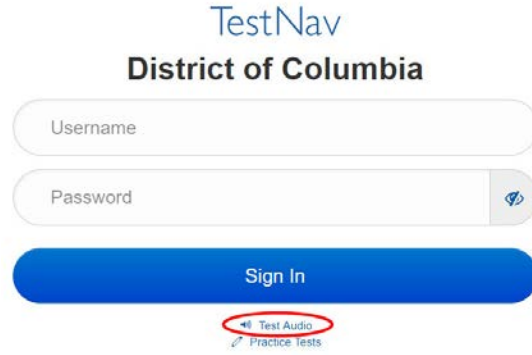 TestNav
District of Columbia
Username
Password
Sign In
Test Audio
Practice Tests